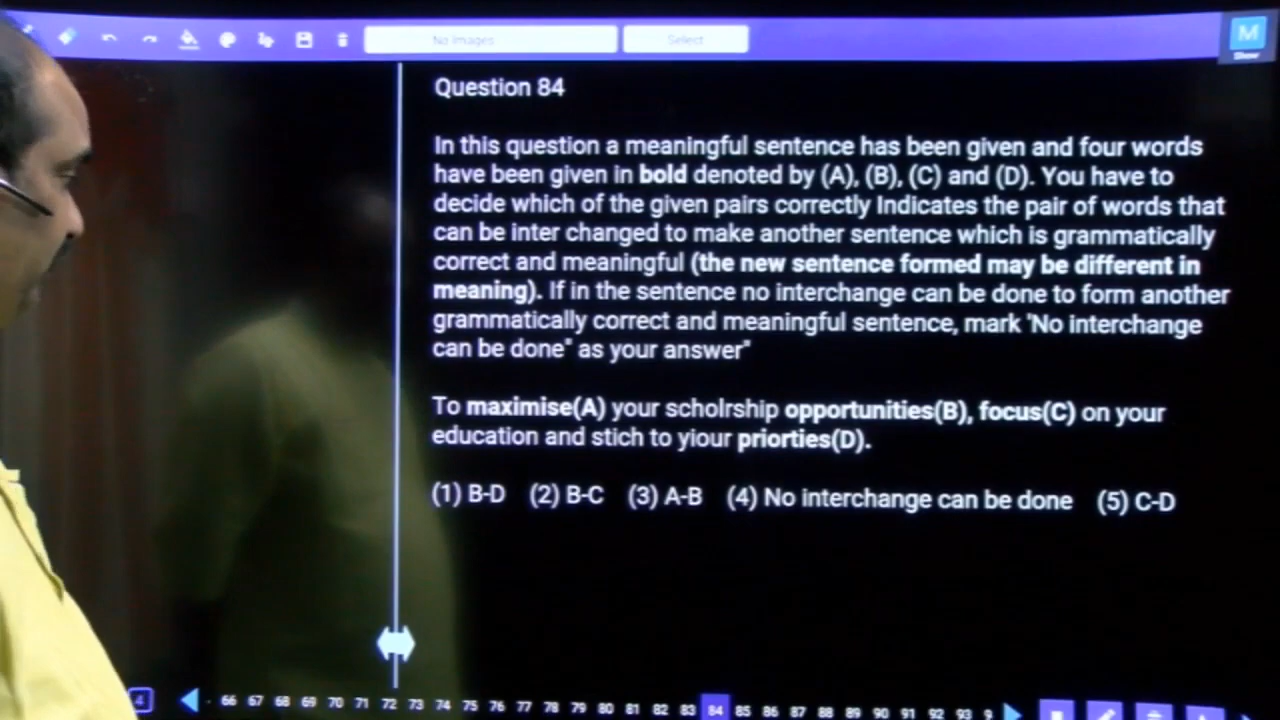 No Images Select M
Show
Question 84
In this question a meaningful sentence has been given and four words
have been given in bold denoted by (A), (B), (C) and (D). You have to
decide which of the given pairs correctly Indicates the pair of words that
can be inter changed to make another sentence which is grammatically
correct and meaningful (the new sentence formed may be different in
meaning). If in the sentence no interchange can be done to form another
grammatically correct and meaningful sentence, mark 'No interchange
can be done" as your answer"
To maximise(A) your scholrship opportunities(B), focus(C) on your
education and stich to yiour priorties(D).
(1) B-D (2) B-C (3) A-B (4) No interchange can be done (5) C-D
4 66 67 68 69 70 71 72 73 74 75 76 77 78 79 80 81 82 83 84 85 86 87 88 89 90 91 92 93 9